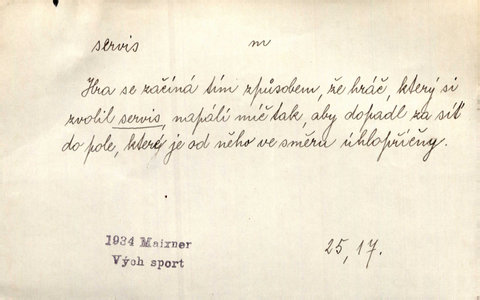 servis m
Hra se začíná tím způsobem, že hráč, který si
zvolil servis, napálí míč tak, aby dopadl za síť
do pole, které je od něho ve směru úhlopříčny.
1934 Maixner
Vých sport
25, 17.